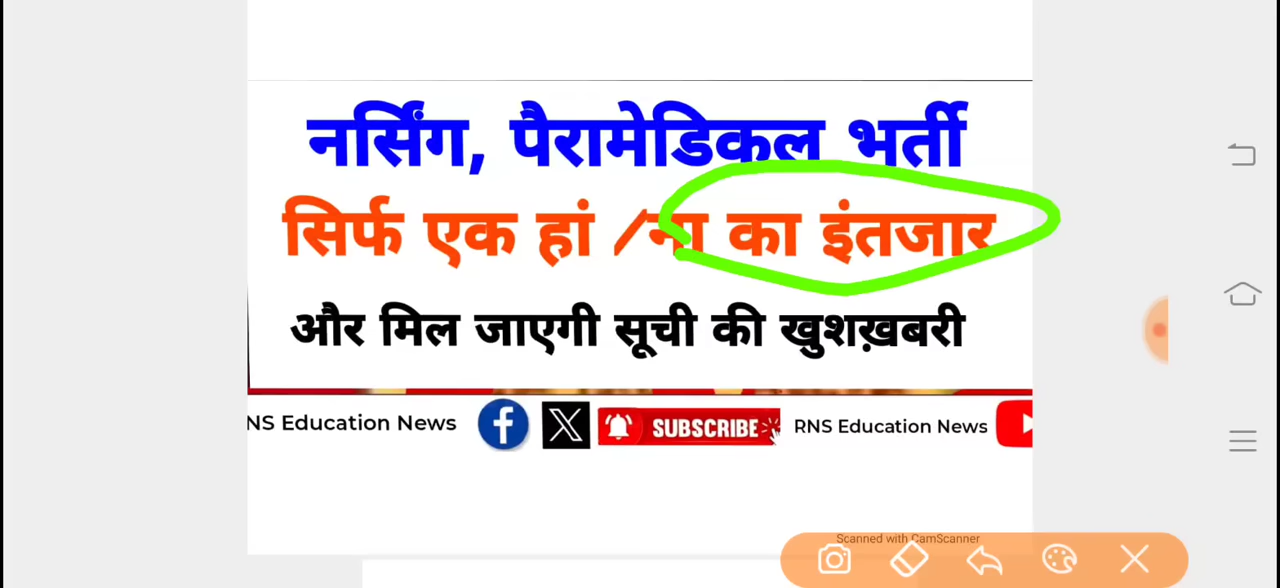 नर्सिंग, पैरामेडिकल भर्ती
सिर्फ एक हां /ना का इंतजार
और मिल जाएगी सूची की खुशख़बरी
NS Education News SUBSCRIBE RNS Education News
Scanned with CamScanner